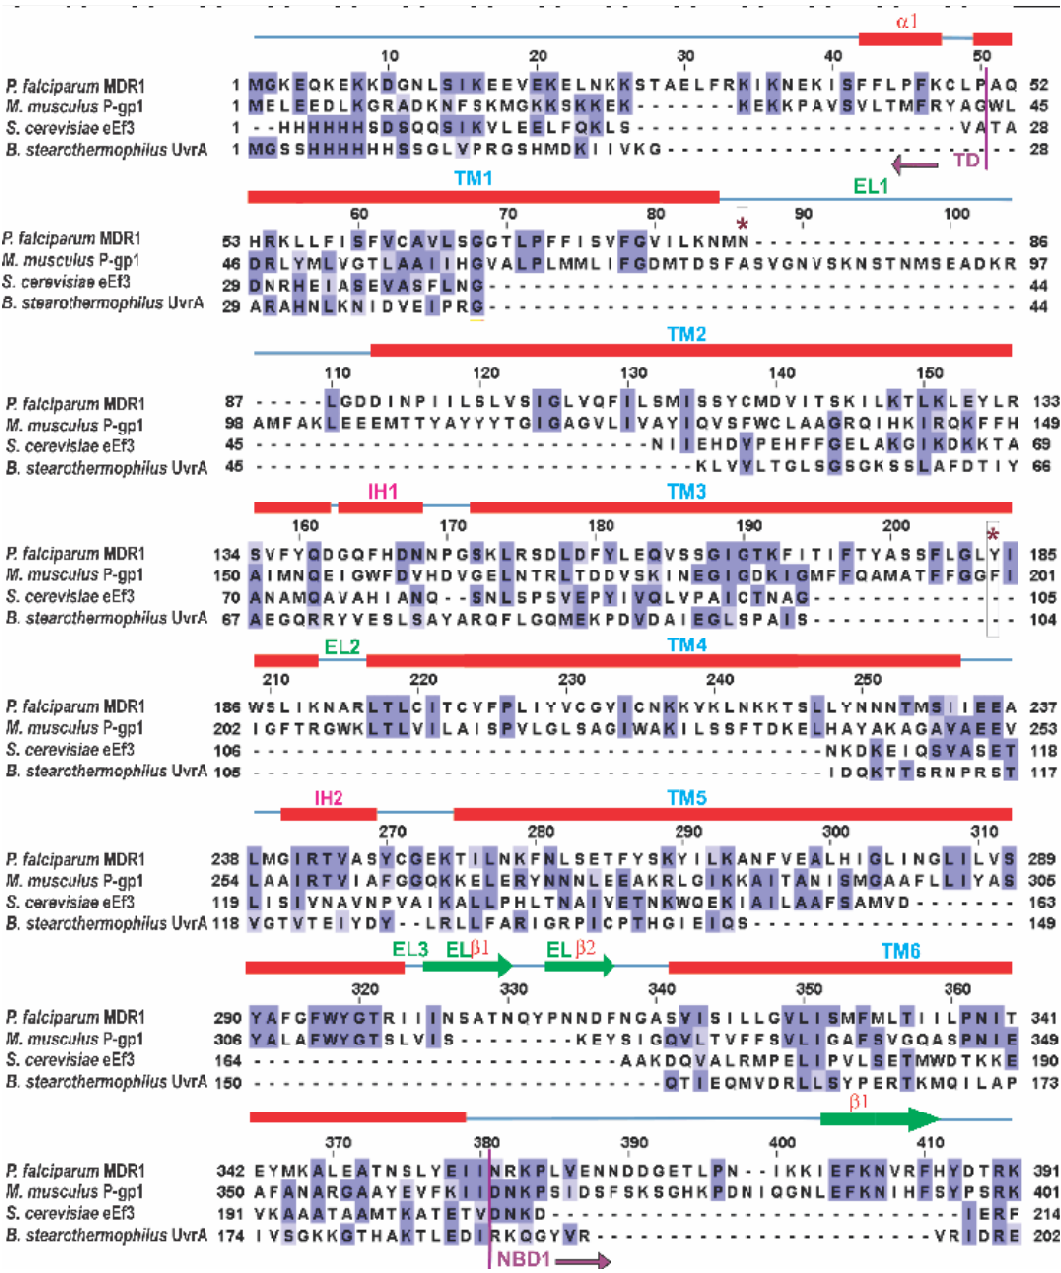 α1
10 20 30 40 50
P. falciparum MDR1 1 MGKEQKEKKDGNLSIKEEVEKELNKKSTAELFRKIKNEKISFFLPFKCLPAQ 52
M. musculus P-gp1 1 MELEEDLKGRADKNFSKMGKKSKKEK-------KEKKPAVSVLTMFRYAGWL 45
S. cerevisiae eEf3 1 --HHHHHHSDSQQSIKVLEELFQKLS----------------------VATA 28
B. stearothermophilus UvrA 1 MGSSHHHHHHSSGLVPRGSHMDKIIVKG------------------------ 28
TD
TM1 EL1
60 70 80 * 90 100
P. falciparum MDR1 53 HRKLLFISFVCAVLSGGTLPFFISVFGVILKNMN------------------ 86
M. musculus P-gp1 46 DRLYMLVGTLAAIIHGVALPLMMLIFGDMTDSFASVGNVSKNSTNMSEADKR 97
S. cerevisiae eEf3 29 DNRHEIASEVASFLNG------------------------------------ 44
B. stearothermophilus UvrA 29 ARAHNLKNIDVEIPRG------------------------------------ 44
TM2
110 120 130 140 150
P. falciparum MDR1 87 -----LGDDINPIILSLVSIGLVQFILSMISSYCMDVITSKILKTLKLEYLR 133
M. musculus P-gp1 98 AMFAKLEEEMTTYAYYYTGIGAGVLIVAYIQVSFWCLAAGRQIHKIRQKFFH 149
S. cerevisiae eEf3 45 ---------------------------NIIEHDVPEHFFGELAKGIKDKKTA 69
B. stearothermophilus UvrA 45 ------------------------------KLVVLTGLSGSGKSSLAFDTIY 66
IH1 TM3
160 170 180 190 200 *
P. falciparum MDR1 134 SVFYQDGQFHDNNPGSKLRSDLDFYLEQVSSGIGTKFITIFTYASSFLGLYI 185
M. musculus P-gp1 150 AIMNQEIGWFDVHDVGELNTRLTDDVSKINEGIGDKIGMFFQAMATFFGGFI 201
S. cerevisiae eEf3 70 ANAMQAVAHIANQ--SNLSPSVEPYIVQLVPAICTNAG-------------- 105
B. stearothermophilus UvrA 67 AEGQRRYVESLSAYARQFLGQMEKPDVDAIEGLSPAIS-------------- 104
EL2 TM4
210 220 230 240 250
P. falciparum MDR1 186 WSLIKNARLTLCITCVFPLIYVCGVICNKKVKLNKKTSLLYNNNTMSIIEEA 237
M. musculus P-gp1 202 IGFTRGWKLTLVILAISPVLGLSAGIWAKILSSFTDKELHAYAKAGAVAEEV 253
S. cerevisiae eEf3 106 ---------------------------------------NKDKEIQSVASET 118
B. stearothermophilus UvrA 105 ---------------------------------------IDQKTTSRNPRST 117
IH2 TM5
270 280 290 300 310
P. falciparum MDR1 238 LMGIRTVASYCGEKTILNKFNLSETFYSKYILKANFVEALHIGLINGLILVS 289
M. musculus P-gp1 254 LAAIRTVIAFGGQKKELERYNNNLEEAKRLGIKKAITANISMGAAFLLIYAS 305
S. cerevisiae eEf3 119 LISIVNAVNPVAIKALLPHLTNAIVETNKWQEKIAILAAFSAMVD------- 163
B. stearothermophilus UvrA 118 VGTVTEIYDY--LRLLFARIGRPICPTHGIEIQS------------------ 149
EL3 EL β1 EL β2 TM6
320 330 340 350 360
P. falciparum MDR1 290 YAFGFWYGTRIIINSATNQYPNNDFNGASVISILLGVLISMFMLTIILPNIT 341
M. musculus P-gp1 306 YALAFWYGTSLVIS--------KEYSIGQVLTVFFSVLIGAFSVGQASPNIE 349
S. cerevisiae eEf3 164 -------------------------AAKDQVALRMPELIPVLSETMWDTKKE 190
B. stearothermophilus UvrA 150 ----------------------------QTIEQMVDRLLSYPERTKMQILAP 173
β1
370 380 390 400 410
P. falciparum MDR1 342 EYMKALEATNSLYEIINRKPLVENNDDGETLPN--IKKIEFKNVRFHYDTRK 391
M. musculus P-gp1 350 AFANARGAAYEVFKIIDNKPSIDSFSKSGHKPDNIQGNLEFKNIHFSYPSRK 401
S. cerevisiae eEf3 191 VKAAATAAMTKATETVDNKD----------------------------IERF 214
B. stearothermophilus UvrA 174 IVSGKKGTHAKTLEDIRKQGYVR-----------------------VRIDRE 202
NBD1